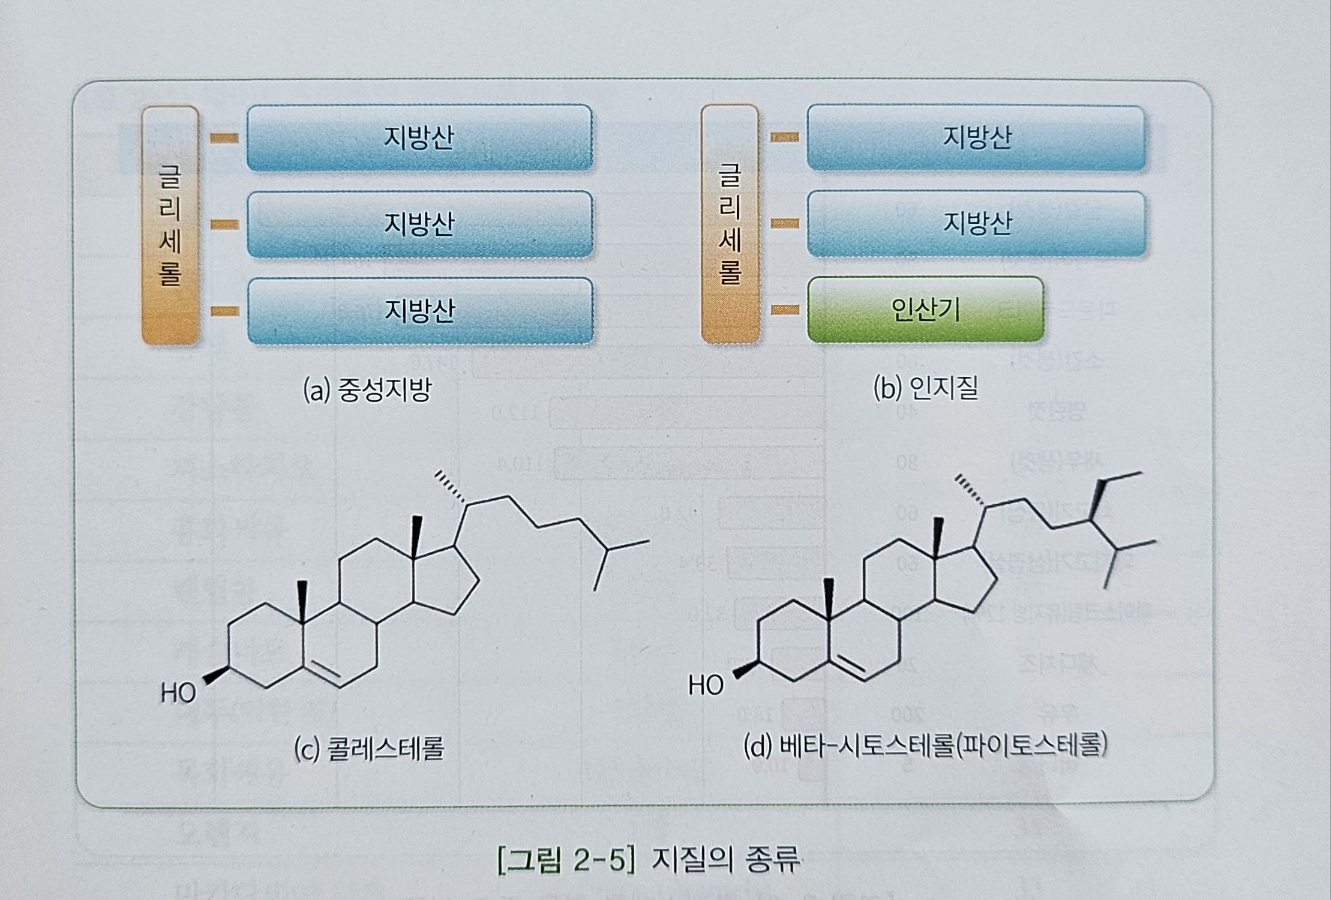 글리세롤
지방산
지방산
지방산
(a) 중성지방
글리세롤
지방산
지방산
인산기
(b) 인지질
HO
(c) 콜레스테롤
HO
(d) 베타-시토스테롤(파이토스테롤)
[그림 2-5] 지질의 종류